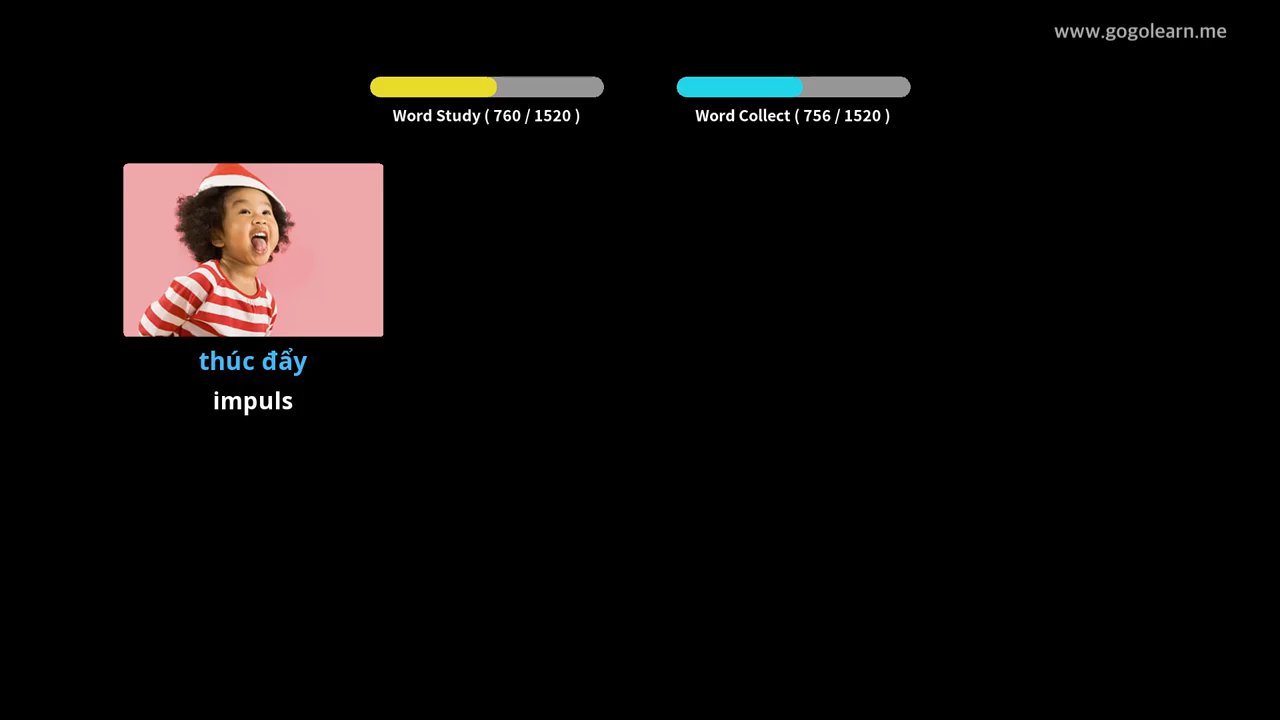 www.gogolearn.me
Word Study ( 760 / 1520 )
Word Collect ( 756 / 1520 )
thúc đẩy
impuls